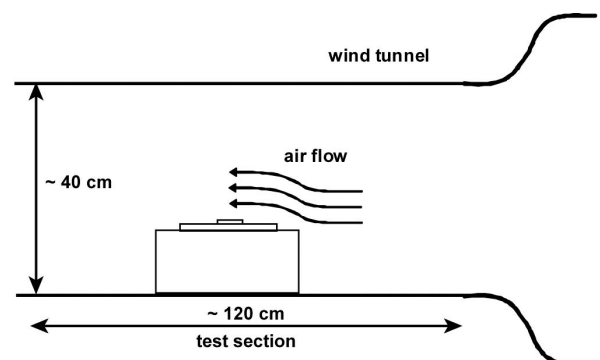 wind tunnel
air flow
~ 40 cm
~ 120 cm
test section